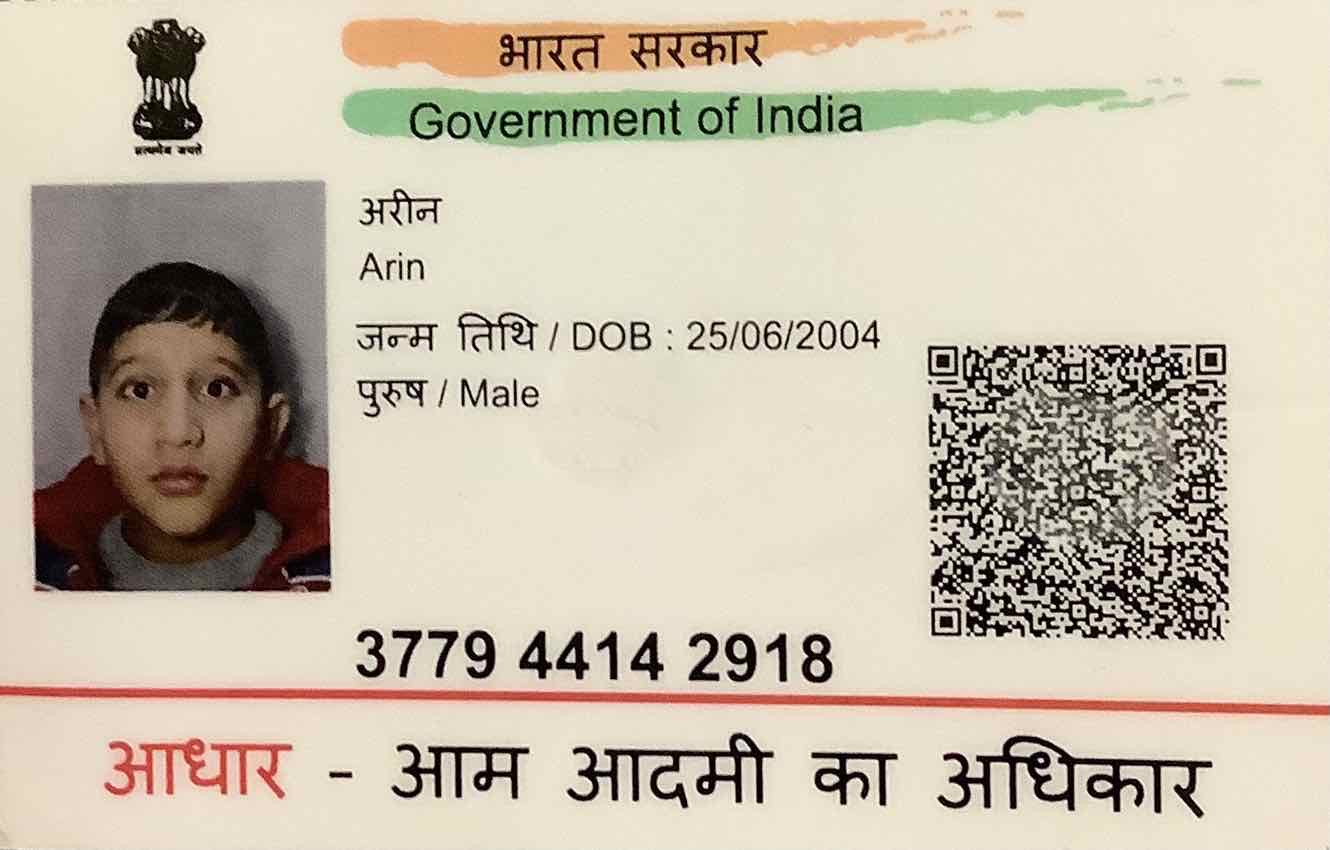 सत्यमेव जयते
भारत सरकार
Government of India
अरीन
Arin
जन्म तिथि / DOB : 25/06/2004
पुरुष / Male
3779 4414 2918
आधार - आम आदमी का अधिकार